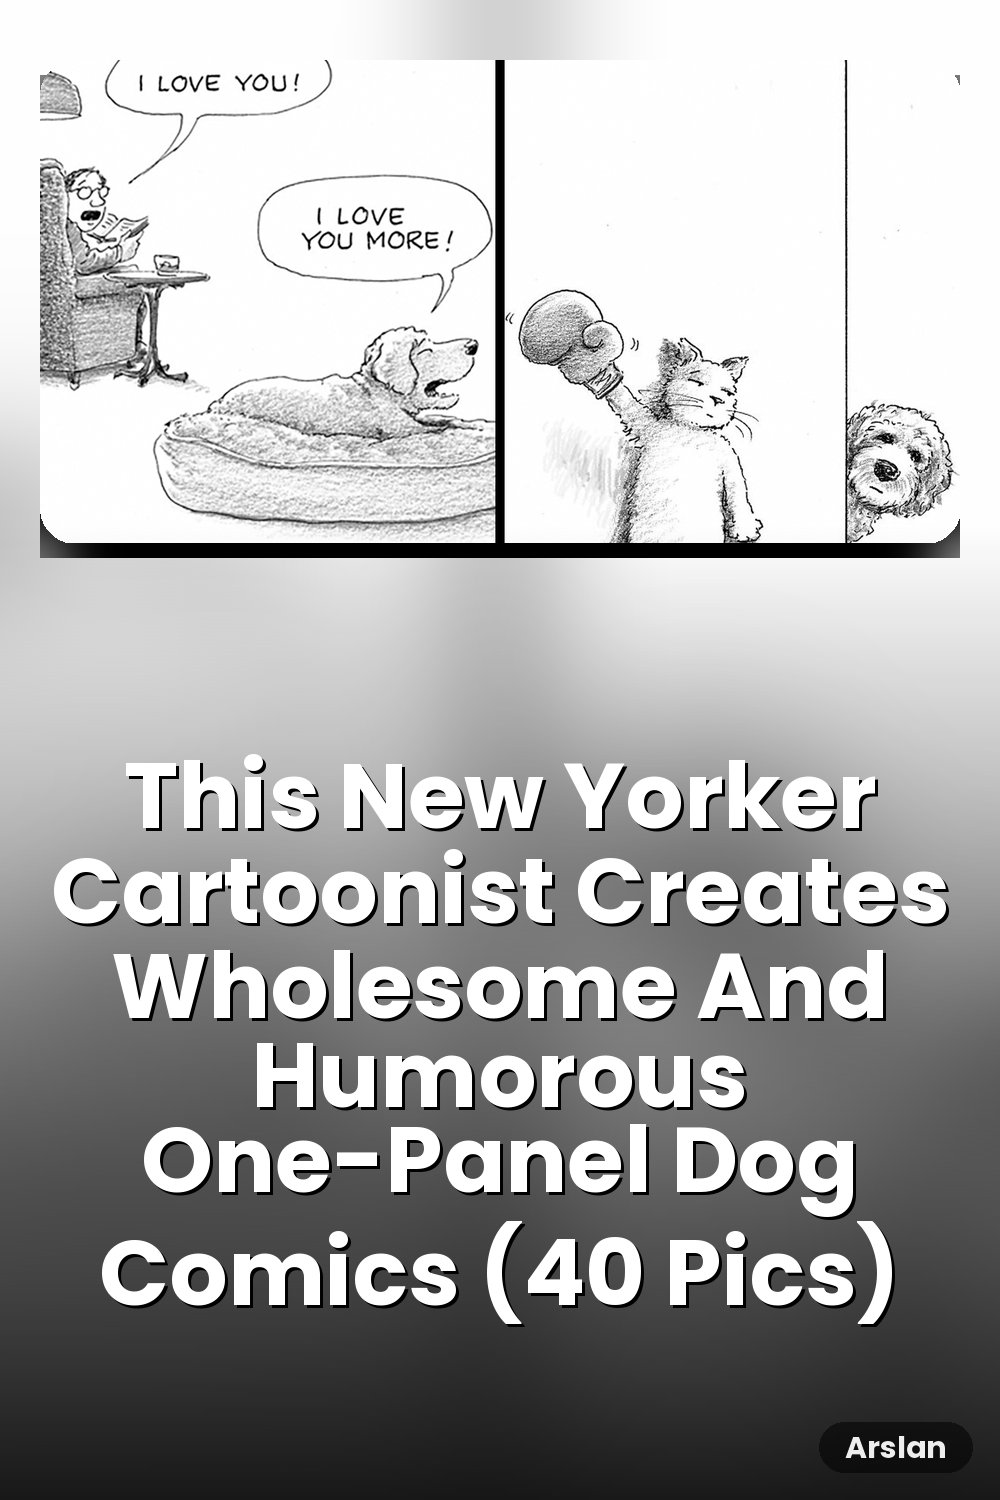 I LOVE YOU!
I LOVE
YOU MORE!
This New Yorker
Cartoonist Creates
Wholesome And
Humorous
One-Panel Dog
Comics (40 Pics)
Arslan